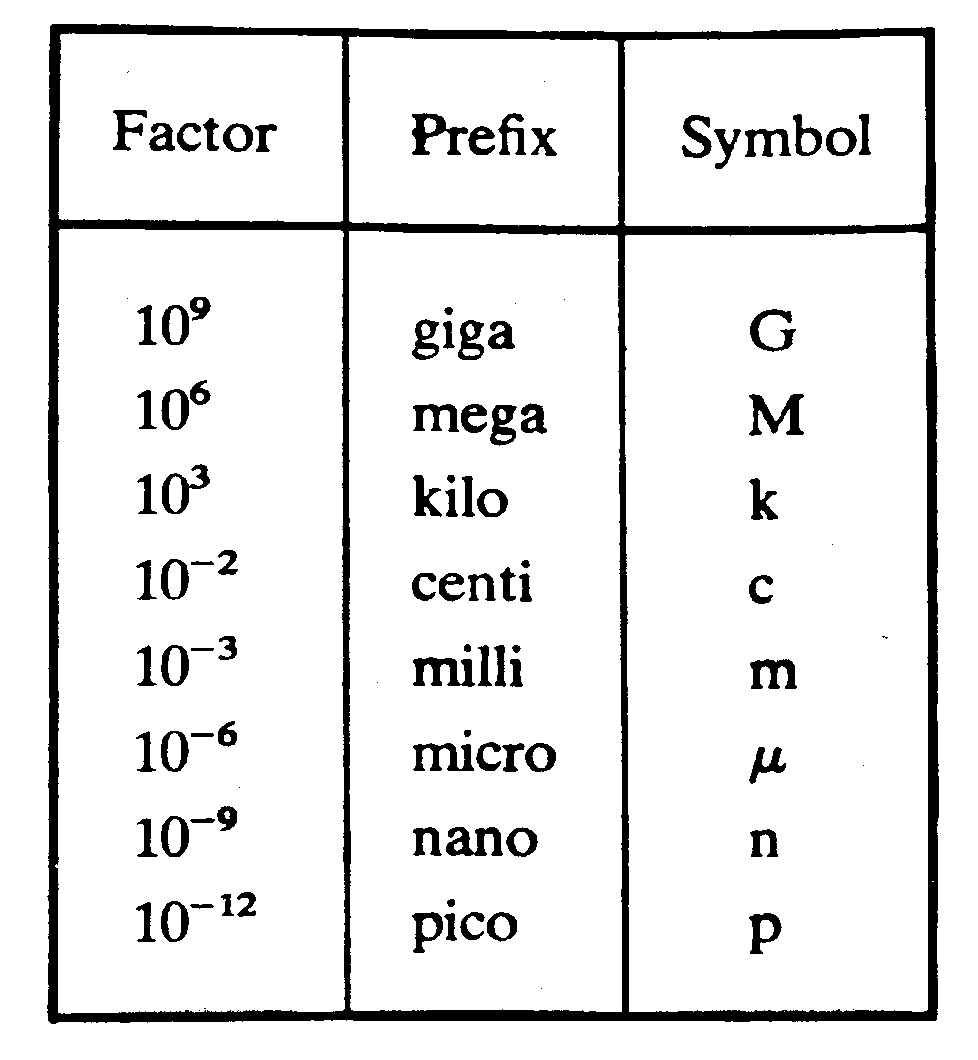 Factor Prefix Symbol
10⁹ giga G
10⁶ mega M
10³ kilo k
10⁻² centi c
10⁻³ milli m
10⁻⁶ micro μ
10⁻⁹ nano n
10⁻¹² pico p